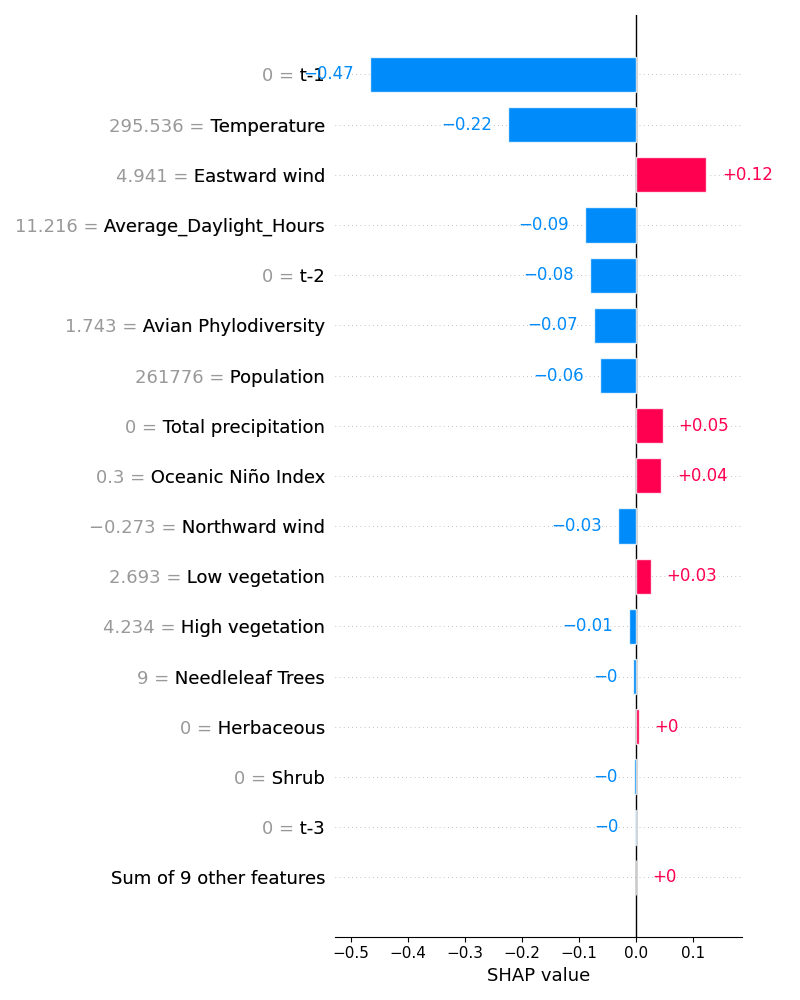 0 = t-1 −0.47
295.536 = Temperature −0.22
4.941 = Eastward wind +0.12
11.216 = Average_Daylight_Hours −0.09
0 = t-2 −0.08
1.743 = Avian Phylodiversity −0.07
261776 = Population −0.06
0 = Total precipitation +0.05
0.3 = Oceanic Niño Index +0.04
−0.273 = Northward wind −0.03
2.693 = Low vegetation +0.03
4.234 = High vegetation −0.01
9 = Needleleaf Trees −0
0 = Herbaceous +0
0 = Shrub −0
0 = t-3 −0
Sum of 9 other features +0
−0.5 −0.4 −0.3 −0.2 −0.1 0.0 0.1
SHAP value